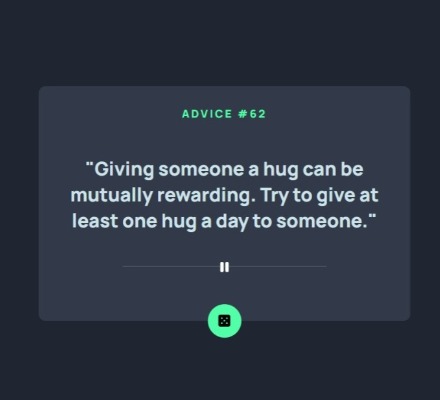 ADVICE #62
"Giving someone a hug can be
mutually rewarding. Try to give at
least one hug a day to someone."